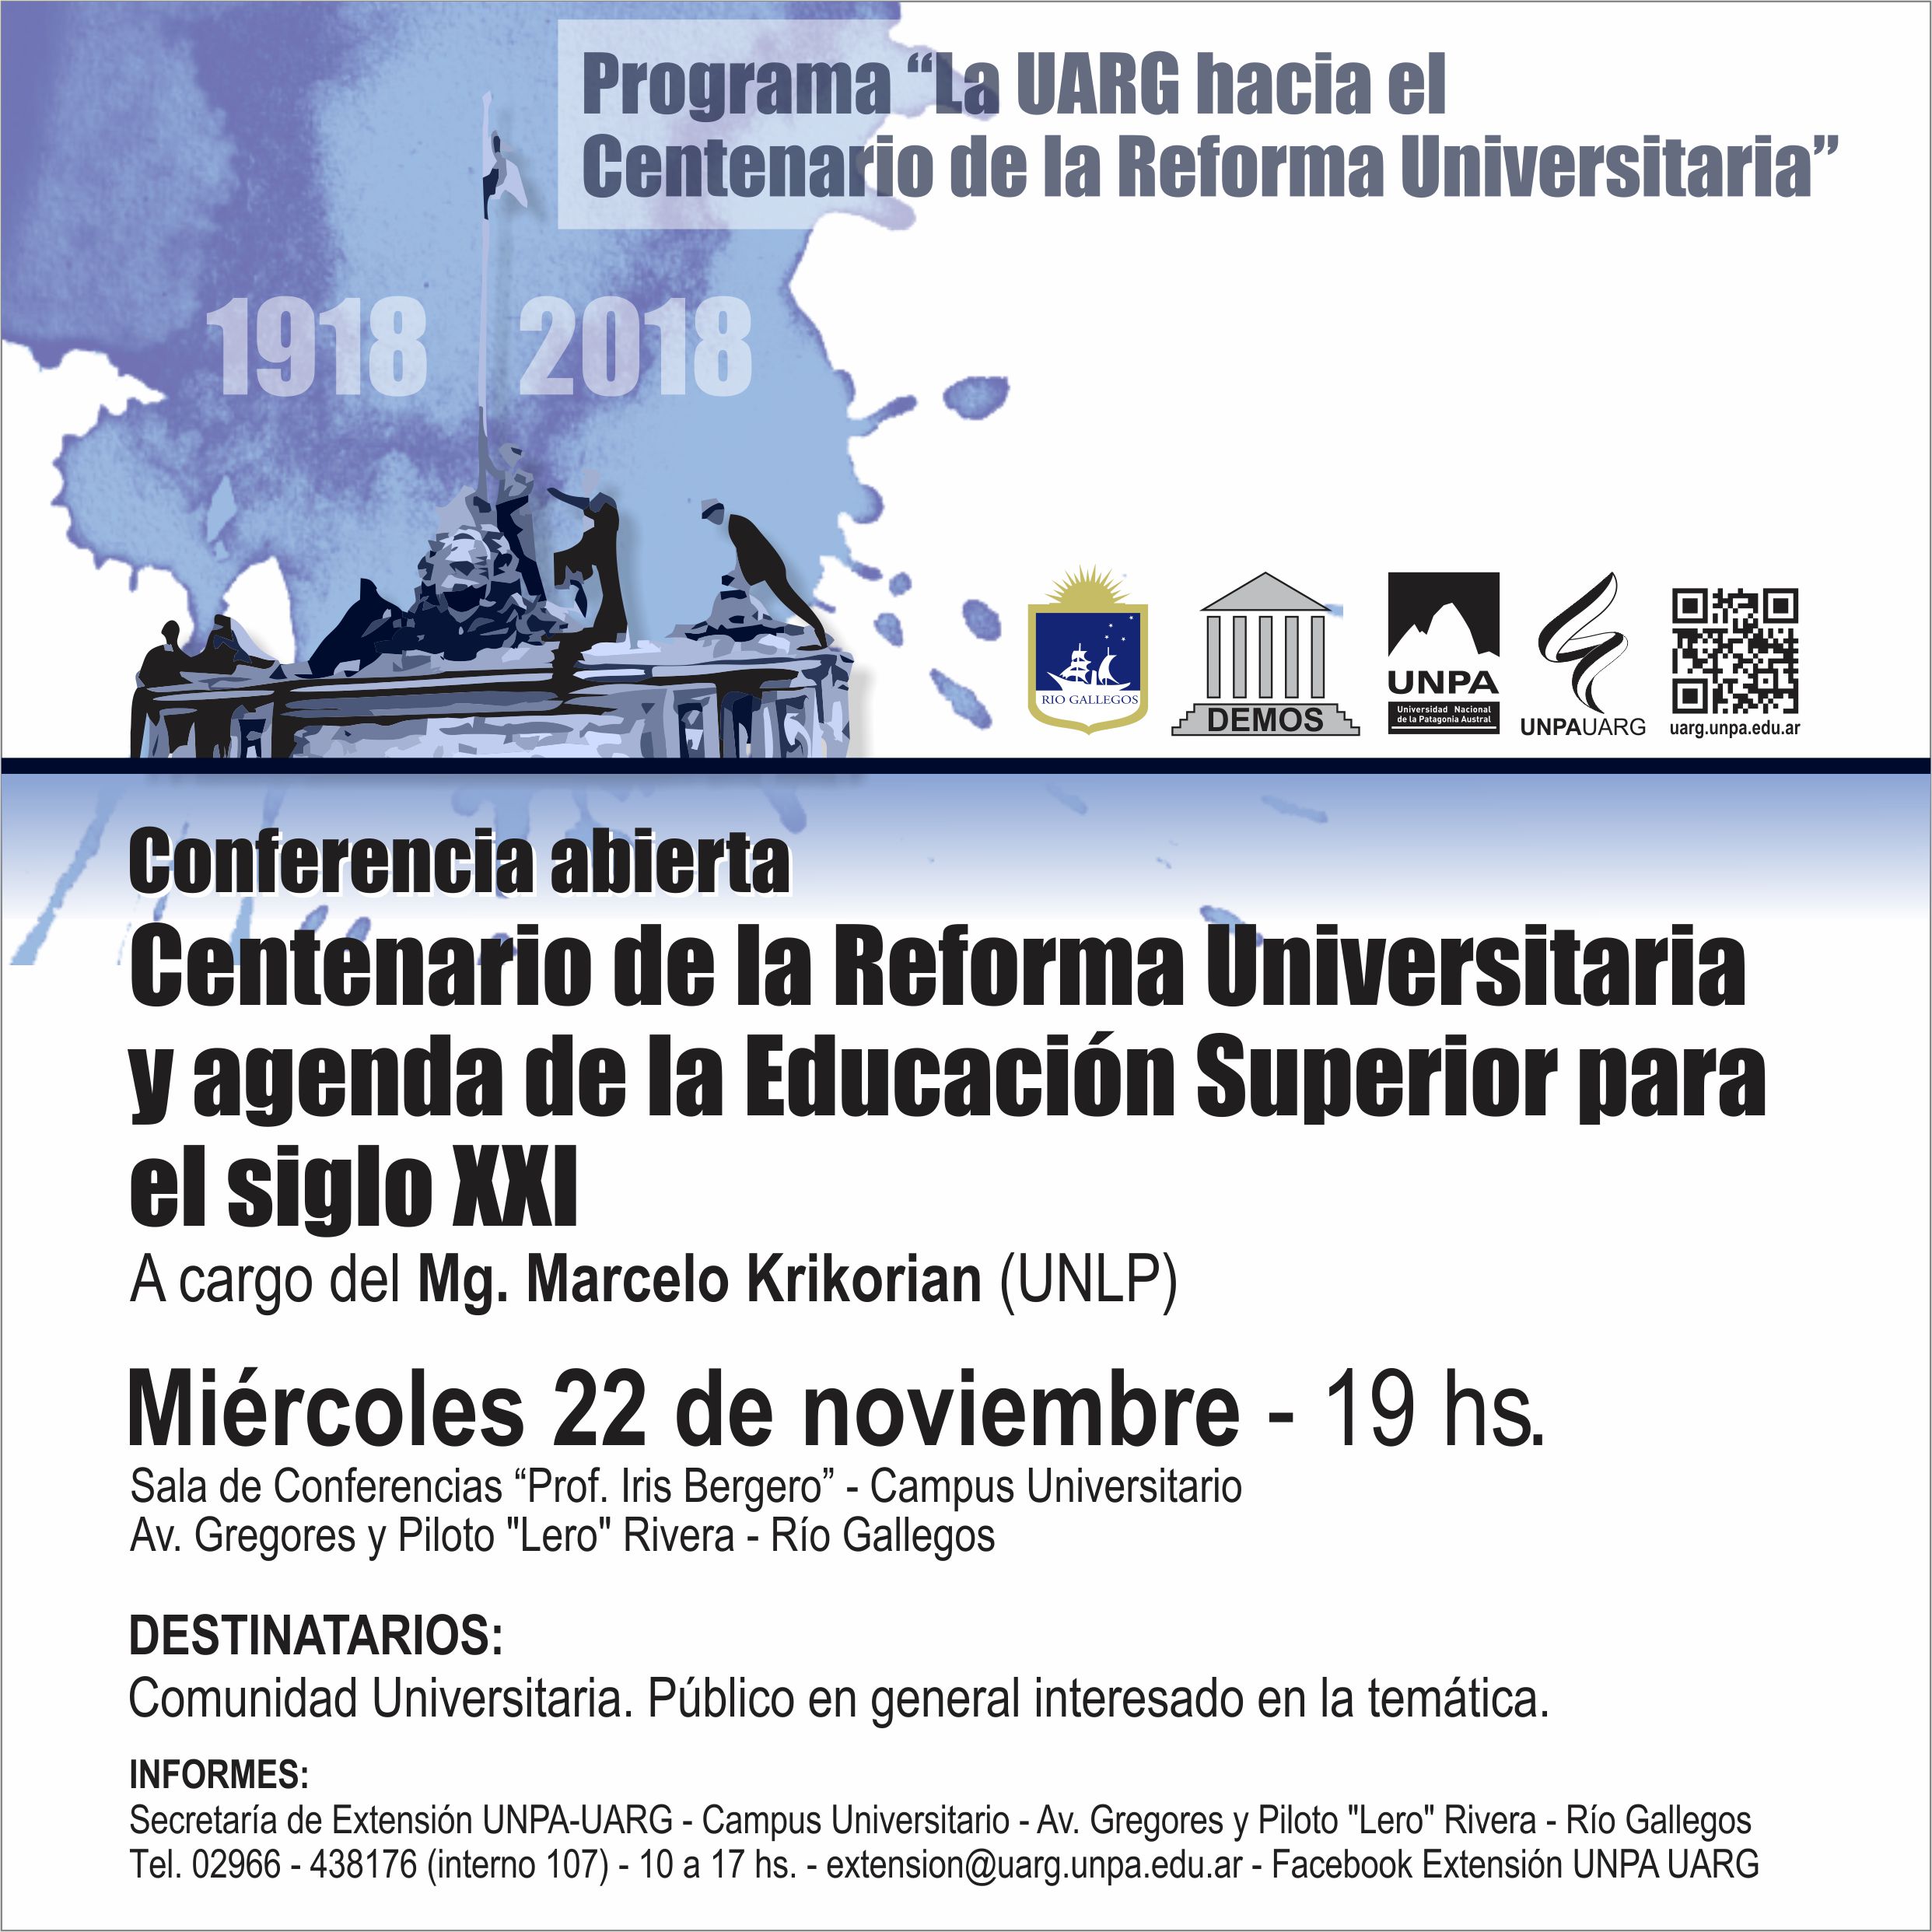 Programa “La UARG hacia el
Centenario de la Reforma Universitaria”
1918 2018
RIO GALLEGOS
DEMOS
UNPA
Universidad Nacional
de la Patagonia Austral
UNPAUARG
uarg.unpa.edu.ar
Conferencia abierta
Centenario de la Reforma Universitaria
y agenda de la Educación Superior para
el siglo XXI
A cargo del Mg. Marcelo Krikorian (UNLP)
Miércoles 22 de noviembre - 19 hs.
Sala de Conferencias “Prof. Iris Bergero” - Campus Universitario
Av. Gregores y Piloto "Lero" Rivera - Río Gallegos
DESTINATARIOS:
Comunidad Universitaria. Público en general interesado en la temática.
INFORMES:
Secretaría de Extensión UNPA-UARG - Campus Universitario - Av. Gregores y Piloto "Lero" Rivera - Río Gallegos
Tel. 02966 - 438176 (interno 107) - 10 a 17 hs. - extension@uarg.unpa.edu.ar - Facebook Extensión UNPA UARG